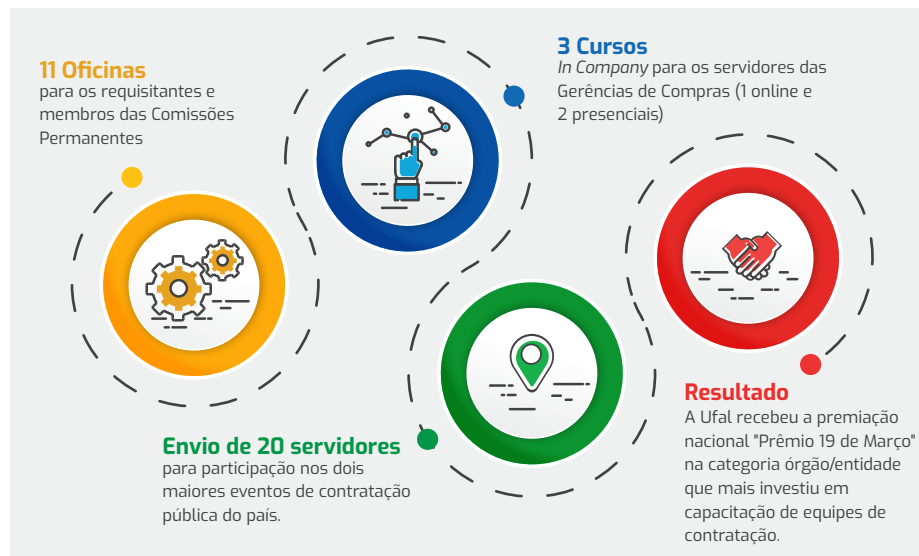 11 Oficinas
para os requisitantes e
membros das Comissões
Permanentes
3 Cursos
In Company para os servidores das
Gerências de Compras (1 online e
2 presenciais)
Envio de 20 servidores
para participação nos dois
maiores eventos de contratação
pública do país.
Resultado
A Ufal recebeu a premiação
nacional "Prêmio 19 de Março"
na categoria órgão/entidade
que mais investiu em
capacitação de equipes de
contratação.